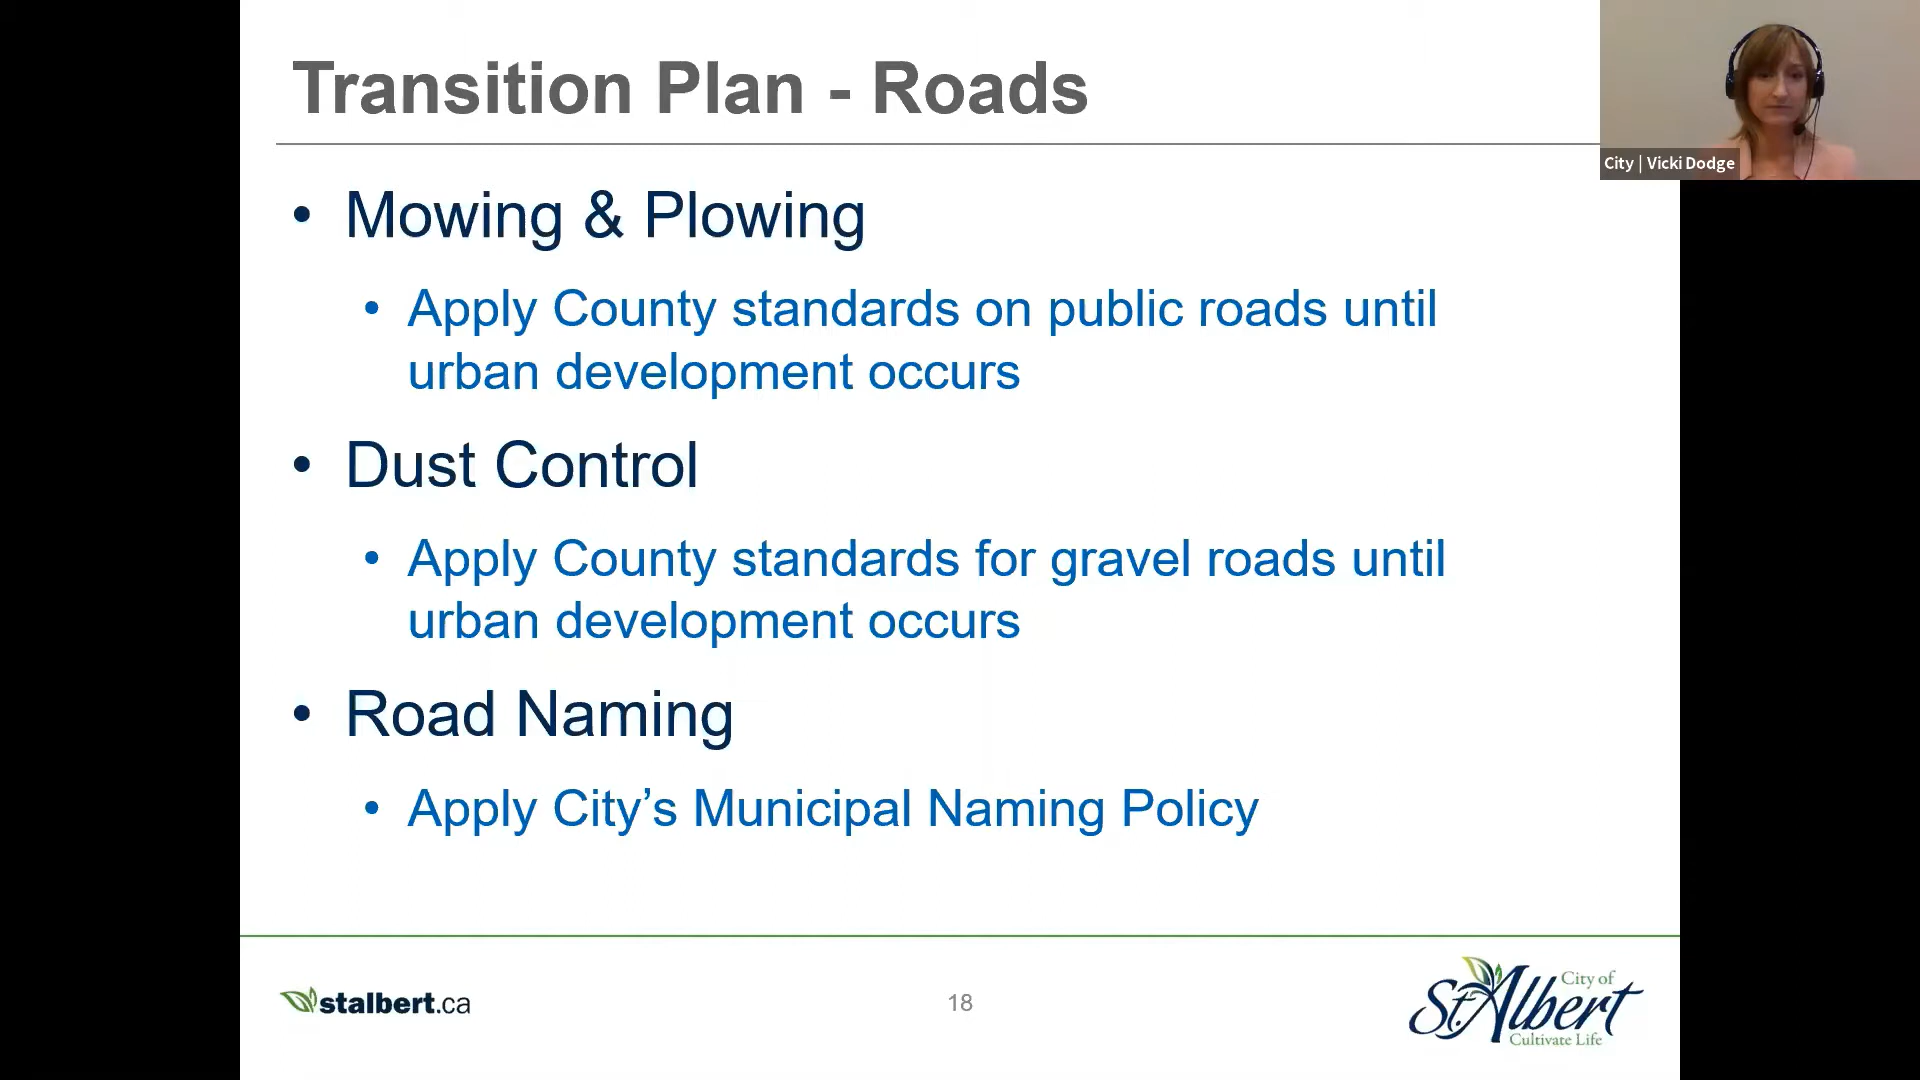 Transition Plan - Roads
City | Vicki Dodge
• Mowing & Plowing
• Apply County standards on public roads until
urban development occurs
• Dust Control
• Apply County standards for gravel roads until
urban development occurs
• Road Naming
• Apply City’s Municipal Naming Policy
stalbert.ca
18
City of
St. Albert
Cultivate Life